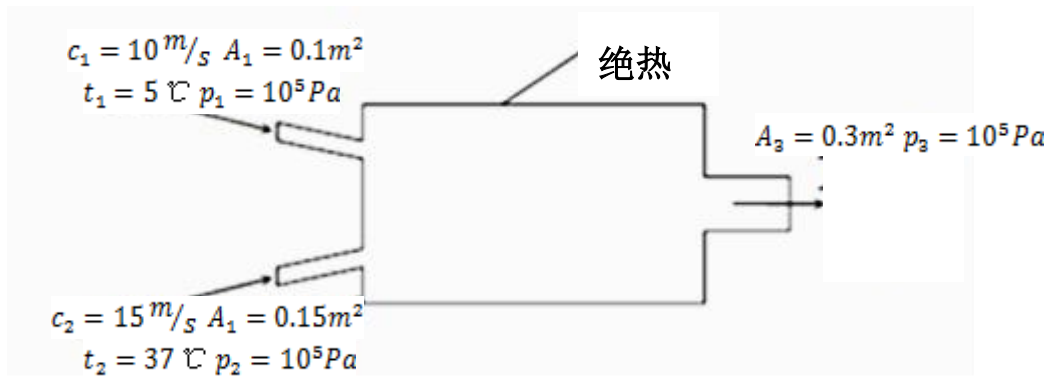 c₁ = 10 m/s A₁ = 0.1m²
t₁ = 5 ℃ p₁ = 10⁵Pa
绝热
A₃ = 0.3m² p₃ = 10⁵Pa
c₂ = 15 m/s A₁ = 0.15m²
t₂ = 37 ℃ p₂ = 10⁵Pa